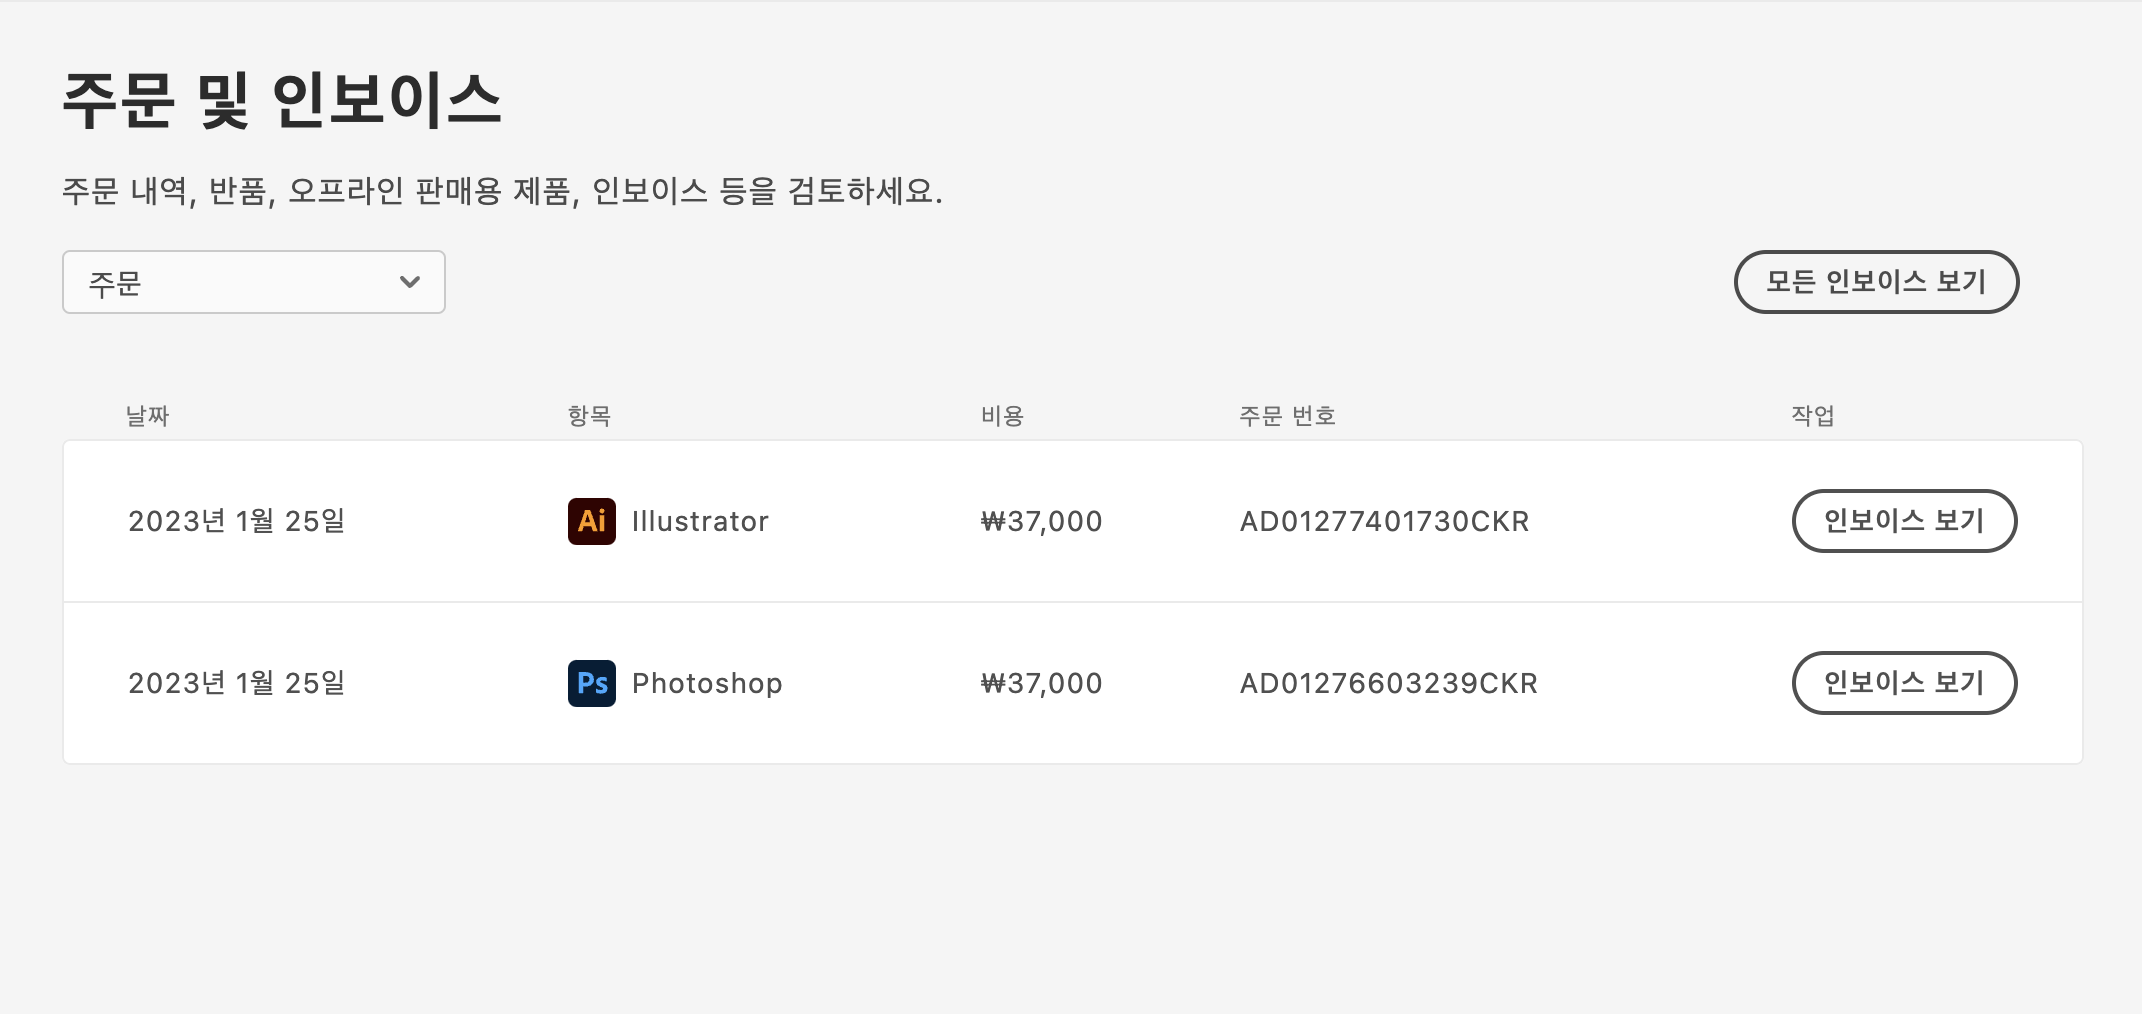 주문 및 인보이스
주문 내역, 반품, 오프라인 판매용 제품, 인보이스 등을 검토하세요.
주문
모든 인보이스 보기
날짜 항목 비용 주문 번호 작업
2023년 1월 25일 Ai Illustrator ₩37,000 AD01277401730CKR 인보이스 보기
2023년 1월 25일 Ps Photoshop ₩37,000 AD01276603239CKR 인보이스 보기